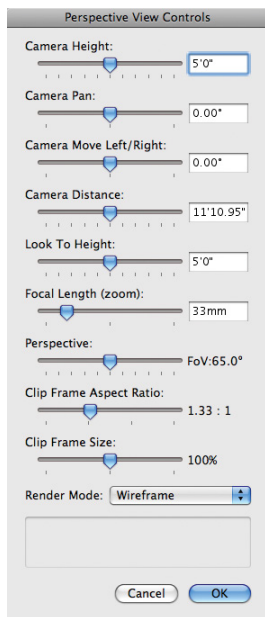 Perspective View Controls
Camera Height:
5'0"
Camera Pan:
0.00°
Camera Move Left/Right:
0.00"
Camera Distance:
11'10.95"
Look To Height:
5'0"
Focal Length (zoom):
33mm
Perspective:
FoV:65.0°
Clip Frame Aspect Ratio:
1.33 : 1
Clip Frame Size:
100%
Render Mode: Wireframe
Cancel OK